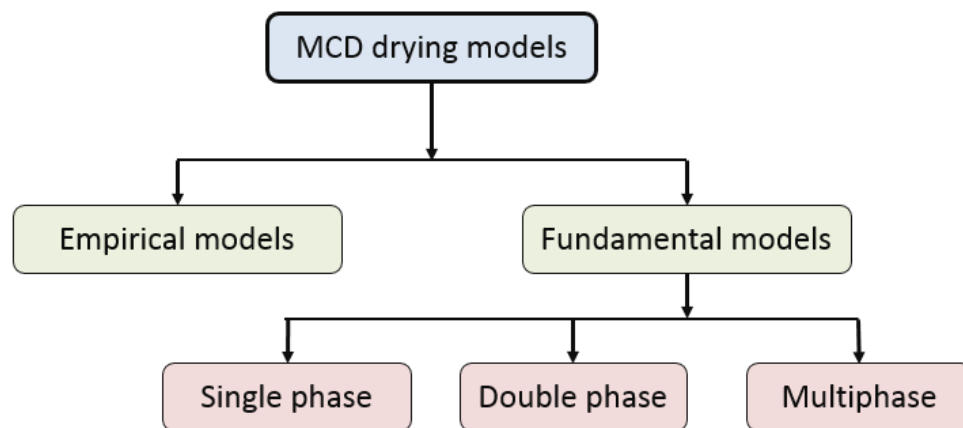 MCD drying models
Empirical models
Fundamental models
Single phase
Double phase
Multiphase